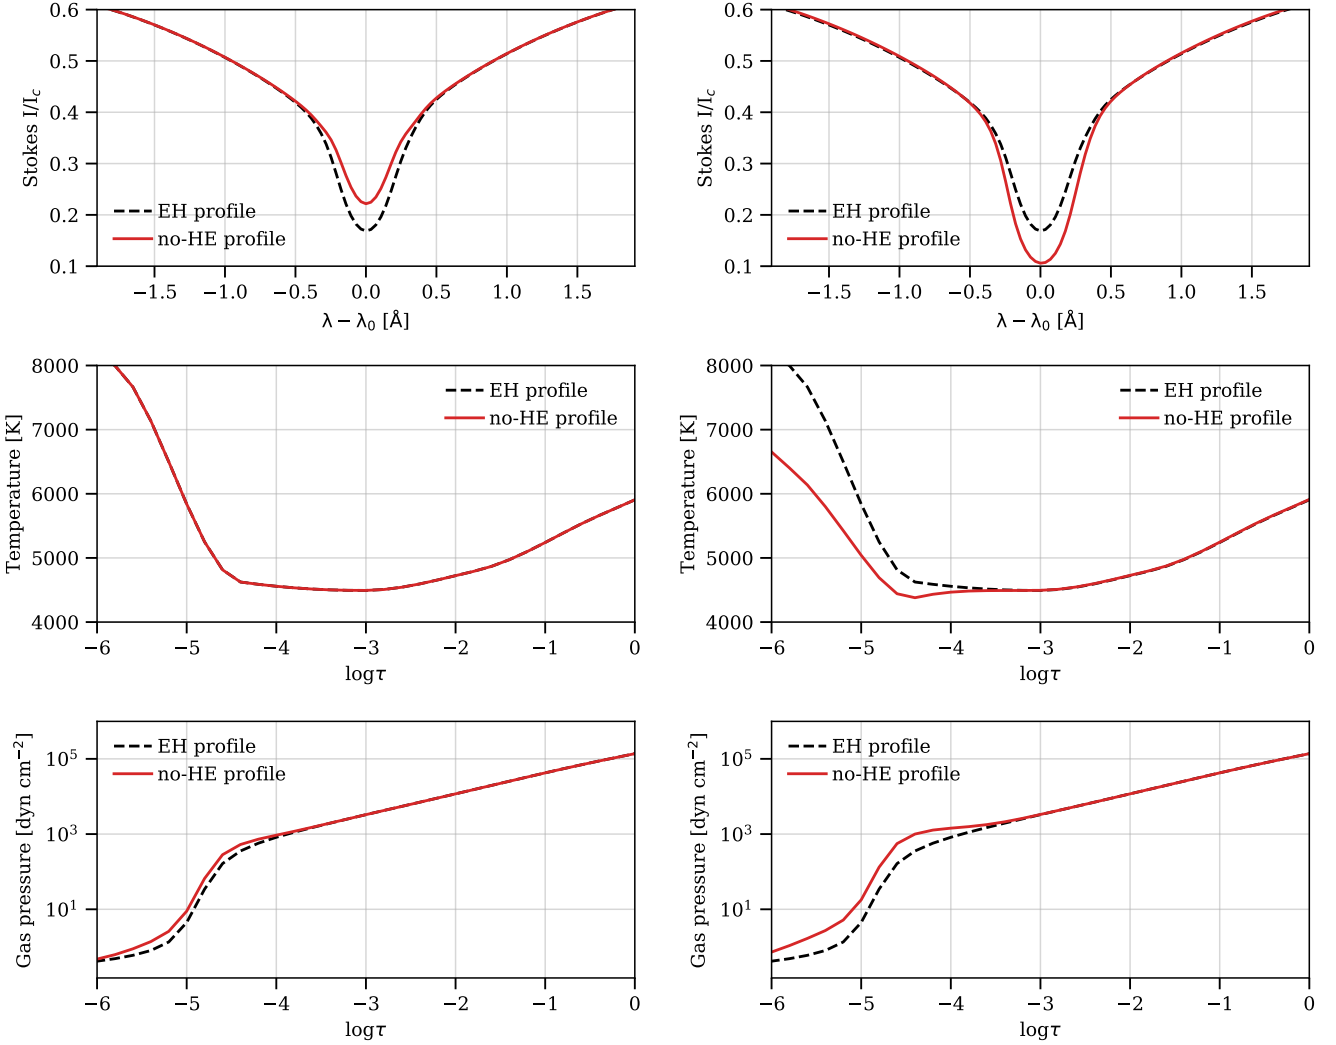 0.6
0.5
0.4
0.3
0.2
0.1
Stokes I/I_c
EH profile
no-HE profile
−1.5 −1.0 −0.5 0.0 0.5 1.0 1.5
λ − λ₀ [Å]
0.6
0.5
0.4
0.3
0.2
0.1
Stokes I/I_c
EH profile
no-HE profile
−1.5 −1.0 −0.5 0.0 0.5 1.0 1.5
λ − λ₀ [Å]
8000
7000
6000
5000
4000
Temperature [K]
EH profile
no-HE profile
−6 −5 −4 −3 −2 −1 0
logτ
8000
7000
6000
5000
4000
Temperature [K]
EH profile
no-HE profile
−6 −5 −4 −3 −2 −1 0
logτ
10⁵
10³
10¹
Gas pressure [dyn cm⁻²]
EH profile
no-HE profile
−6 −5 −4 −3 −2 −1 0
logτ
10⁵
10³
10¹
Gas pressure [dyn cm⁻²]
EH profile
no-HE profile
−6 −5 −4 −3 −2 −1 0
logτ